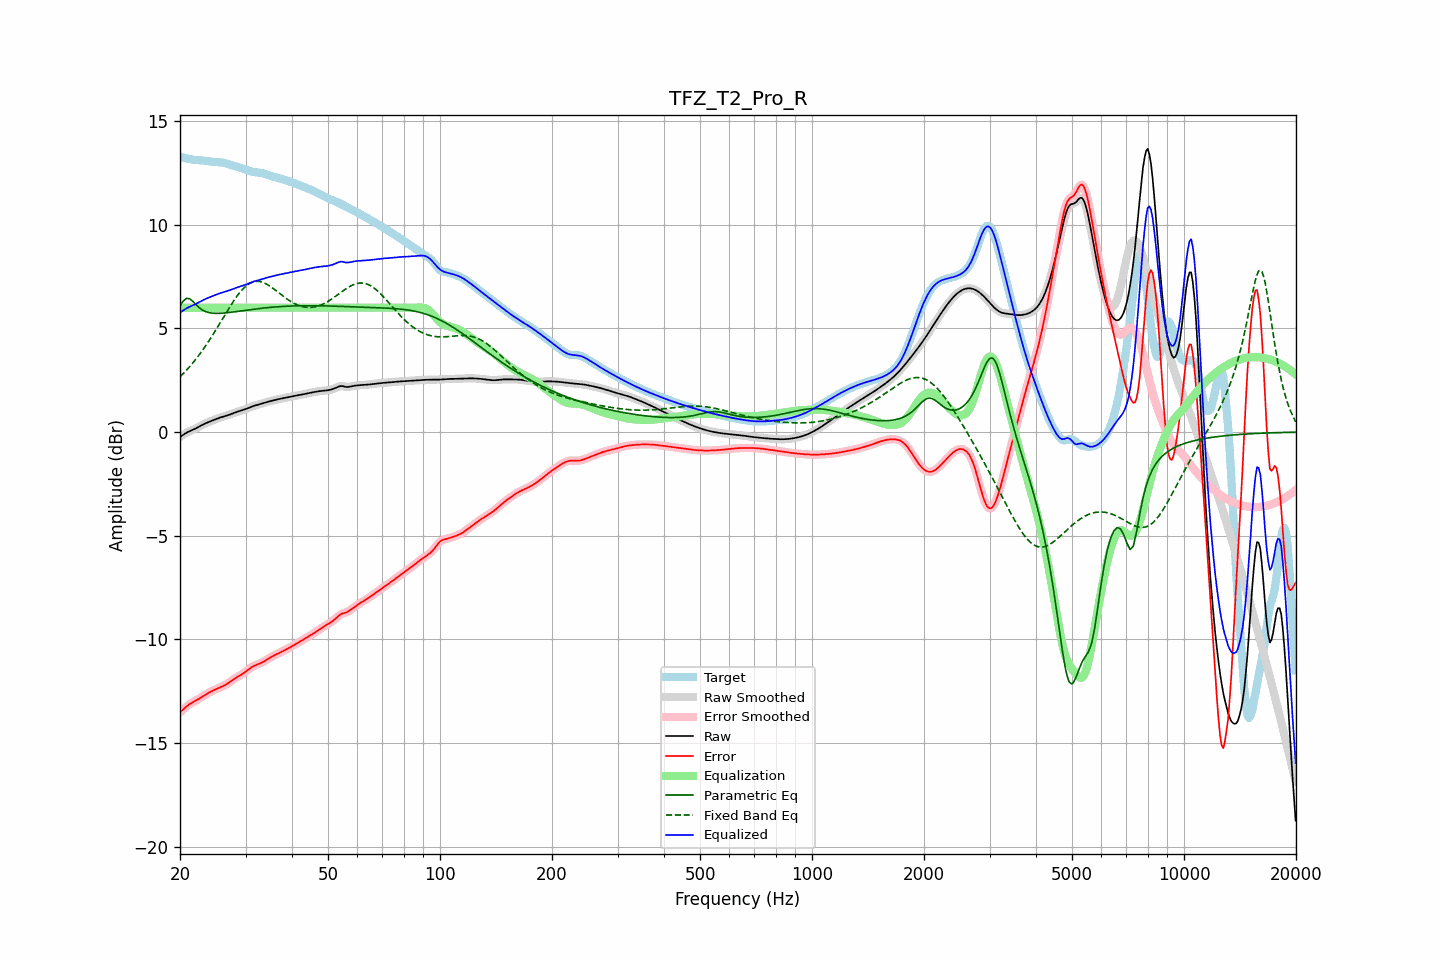 TFZ_T2_Pro_R
15
10
5
0
−5
−10
−15
−20
Amplitude (dBr)
20
50
100
200
500
1000
2000
5000
10000
20000
Frequency (Hz)
Target
Raw Smoothed
Error Smoothed
Raw
Error
Equalization
Parametric Eq
Fixed Band Eq
Equalized